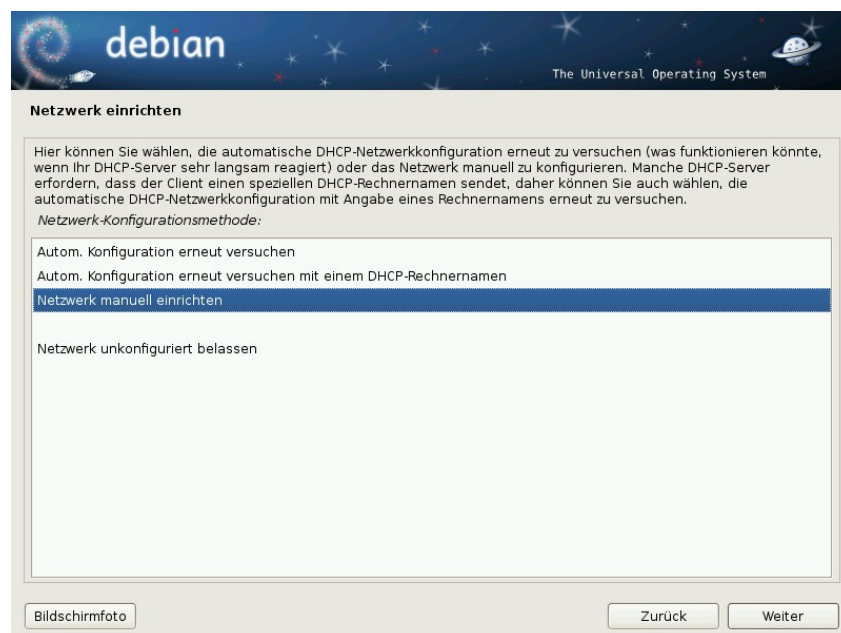 debian
The Universal Operating System
Netzwerk einrichten
Hier können Sie wählen, die automatische DHCP-Netzwerkkonfiguration erneut zu versuchen (was funktionieren könnte,
wenn Ihr DHCP-Server sehr langsam reagiert) oder das Netzwerk manuell zu konfigurieren. Manche DHCP-Server
erfordern, dass der Client einen speziellen DHCP-Rechnernamen sendet, daher können Sie auch wählen, die
automatische DHCP-Netzwerkkonfiguration mit Angabe eines Rechnernamens erneut zu versuchen.
Netzwerk-Konfigurationsmethode:
Autom. Konfiguration erneut versuchen
Autom. Konfiguration erneut versuchen mit einem DHCP-Rechnernamen
Netzwerk manuell einrichten
Netzwerk unkonfiguriert belassen
Bildschirmfoto
Zurück
Weiter